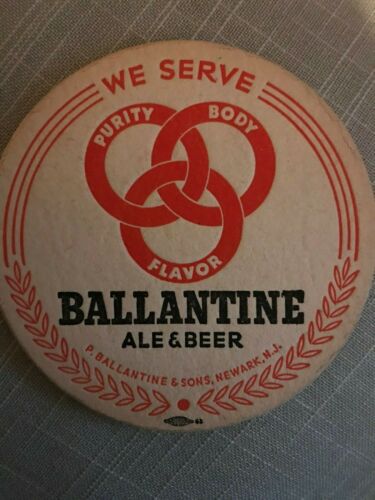 WE SERVE
PURITY BODY
FLAVOR
BALLANTINE
ALE & BEER
P. BALLANTINE & SONS, NEWARK, N.J.